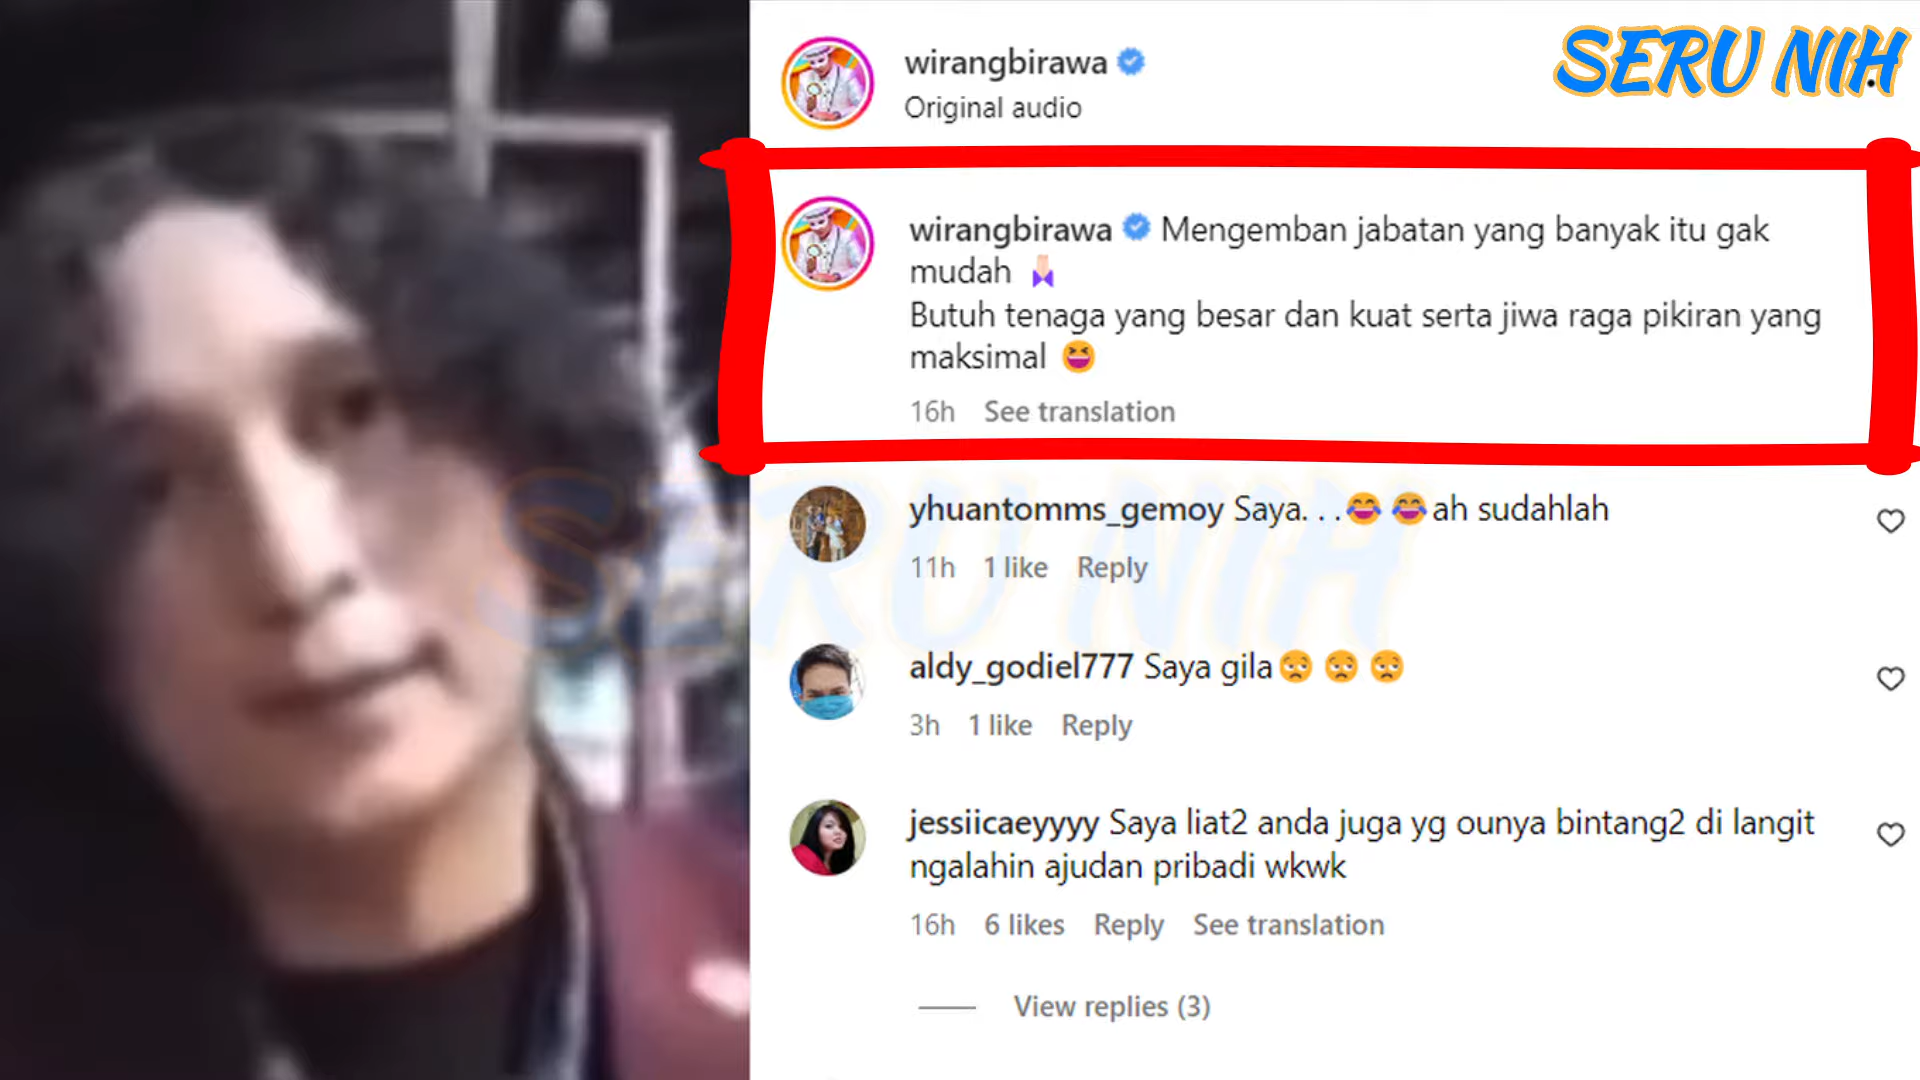 SERU NIH
wirangbirawa
Original audio
wirangbirawa Mengemban jabatan yang banyak itu gak
mudah 🙏
Butuh tenaga yang besar dan kuat serta jiwa raga pikiran yang
maksimal 😆
16h See translation
yhuantomms_gemoy Saya. . .😂 😂 ah sudahlah
11h 1 like Reply
SERU NIH
aldy_godiel777 Saya gila😟 😟 😟
3h 1 like Reply
jessiicaeyyyy Saya liat2 anda juga yg ounya bintang2 di langit
ngalahin ajudan pribadi wkwk
16h 6 likes Reply See translation
View replies (3)